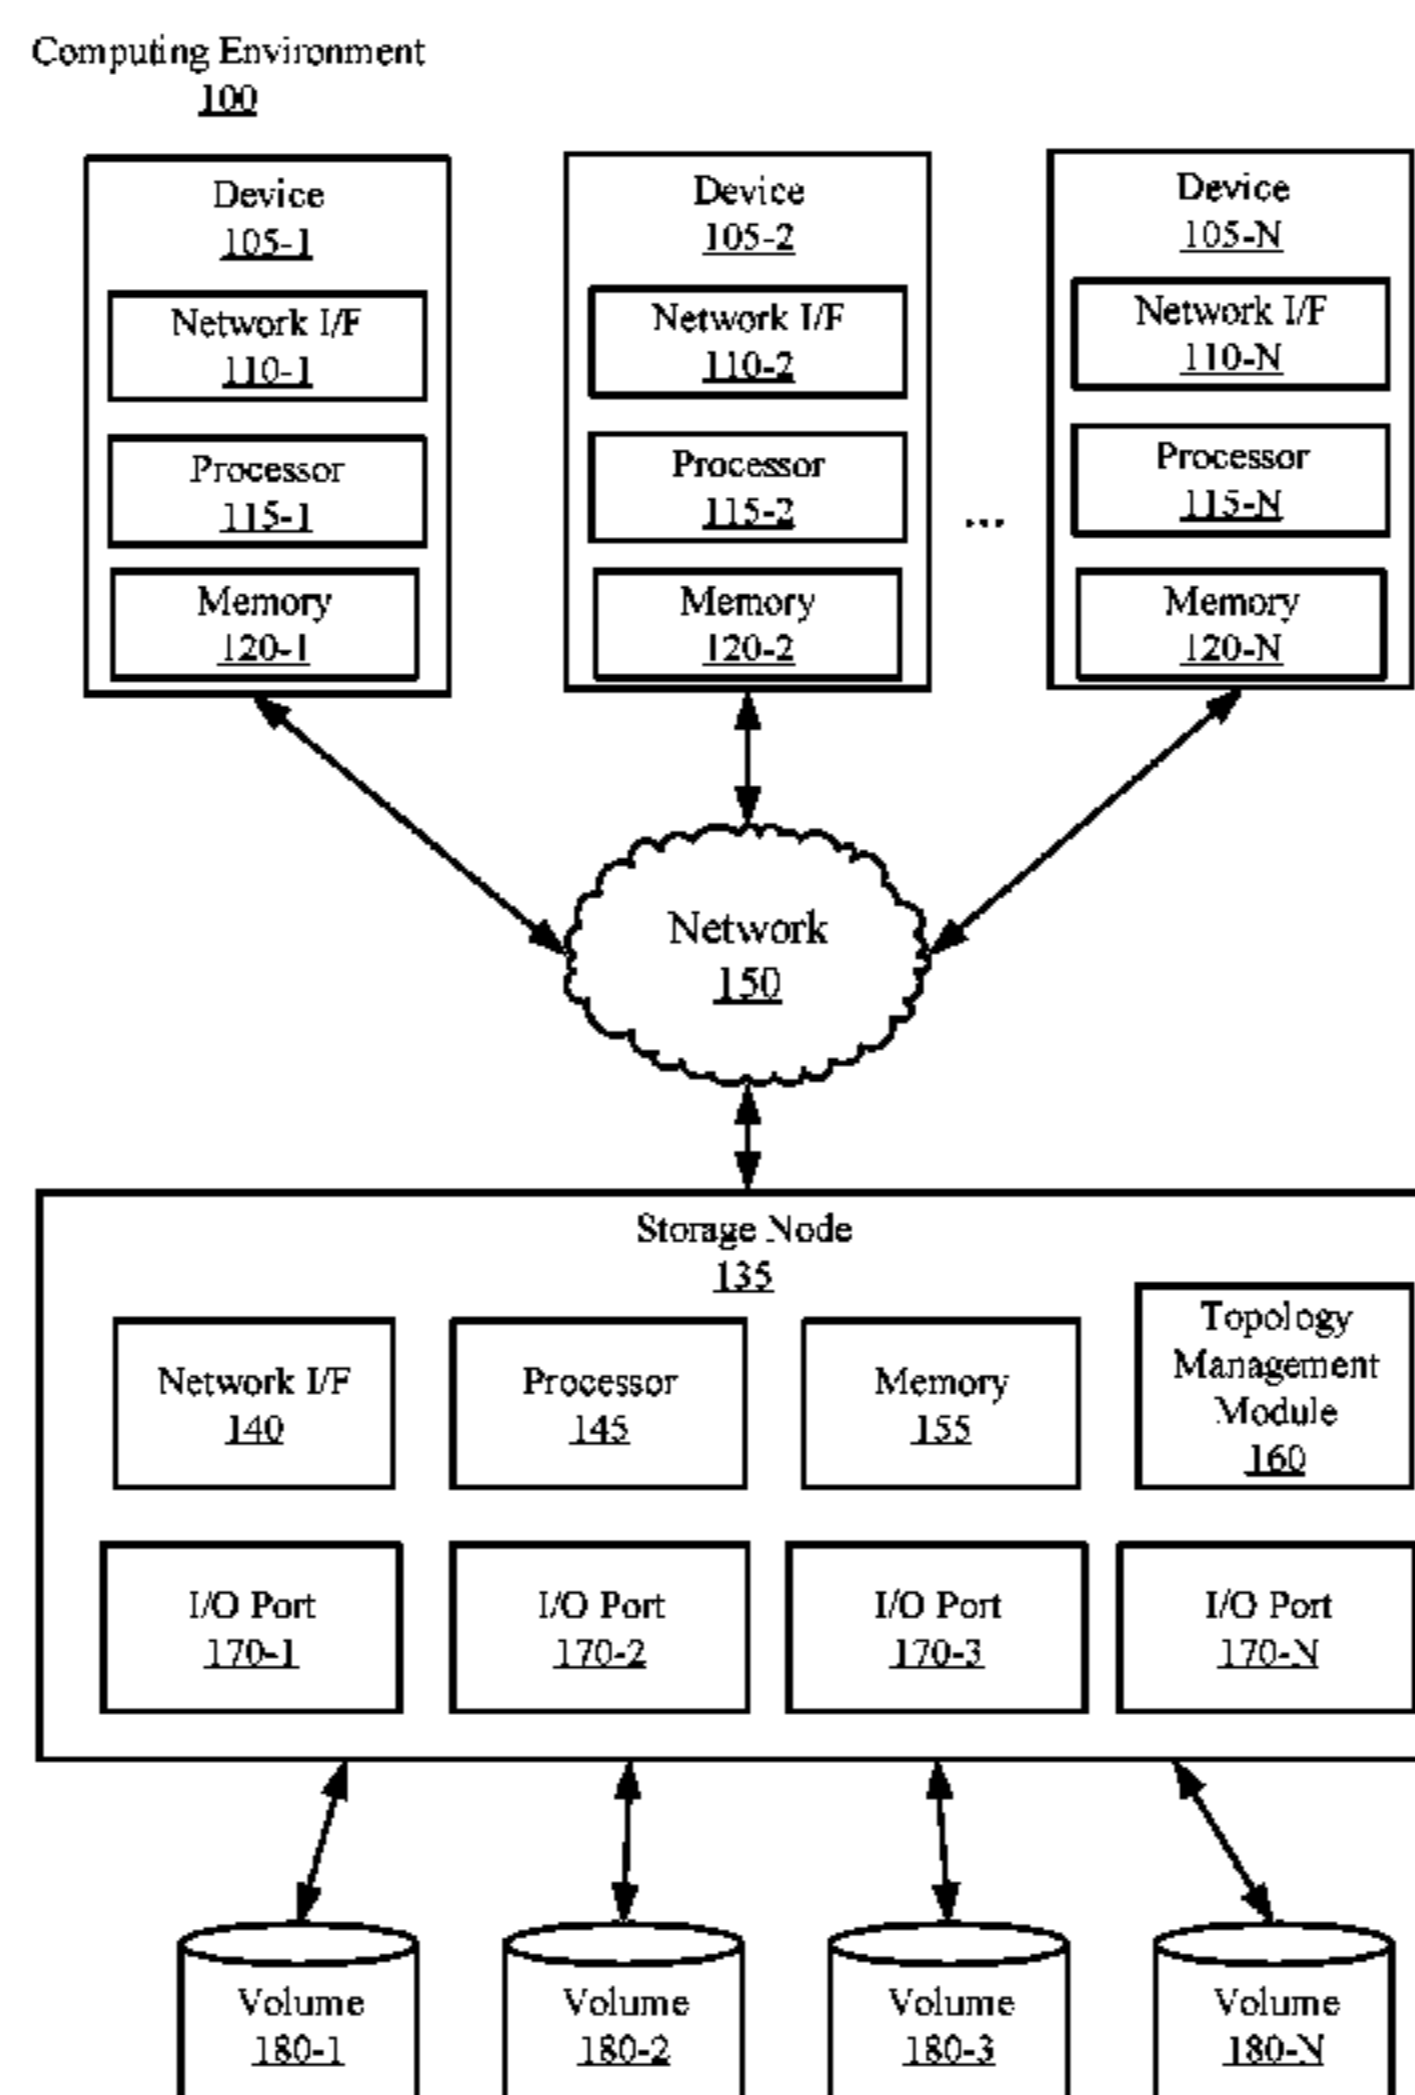 Computing Environment
100
Device
105-1
Network I/F
110-1
Processor
115-1
Memory
120-1
Device
105-2
Network I/F
110-2
Processor
115-2
Memory
120-2
...
Device
105-N
Network I/F
110-N
Processor
115-N
Memory
120-N
Network
150
Storage Node
135
Network I/F
140
Processor
145
Memory
155
Topology
Management
Module
160
I/O Port
170-1
I/O Port
170-2
I/O Port
170-3
I/O Port
170-N
Volume
180-1
Volume
180-2
Volume
180-3
Volume
180-N